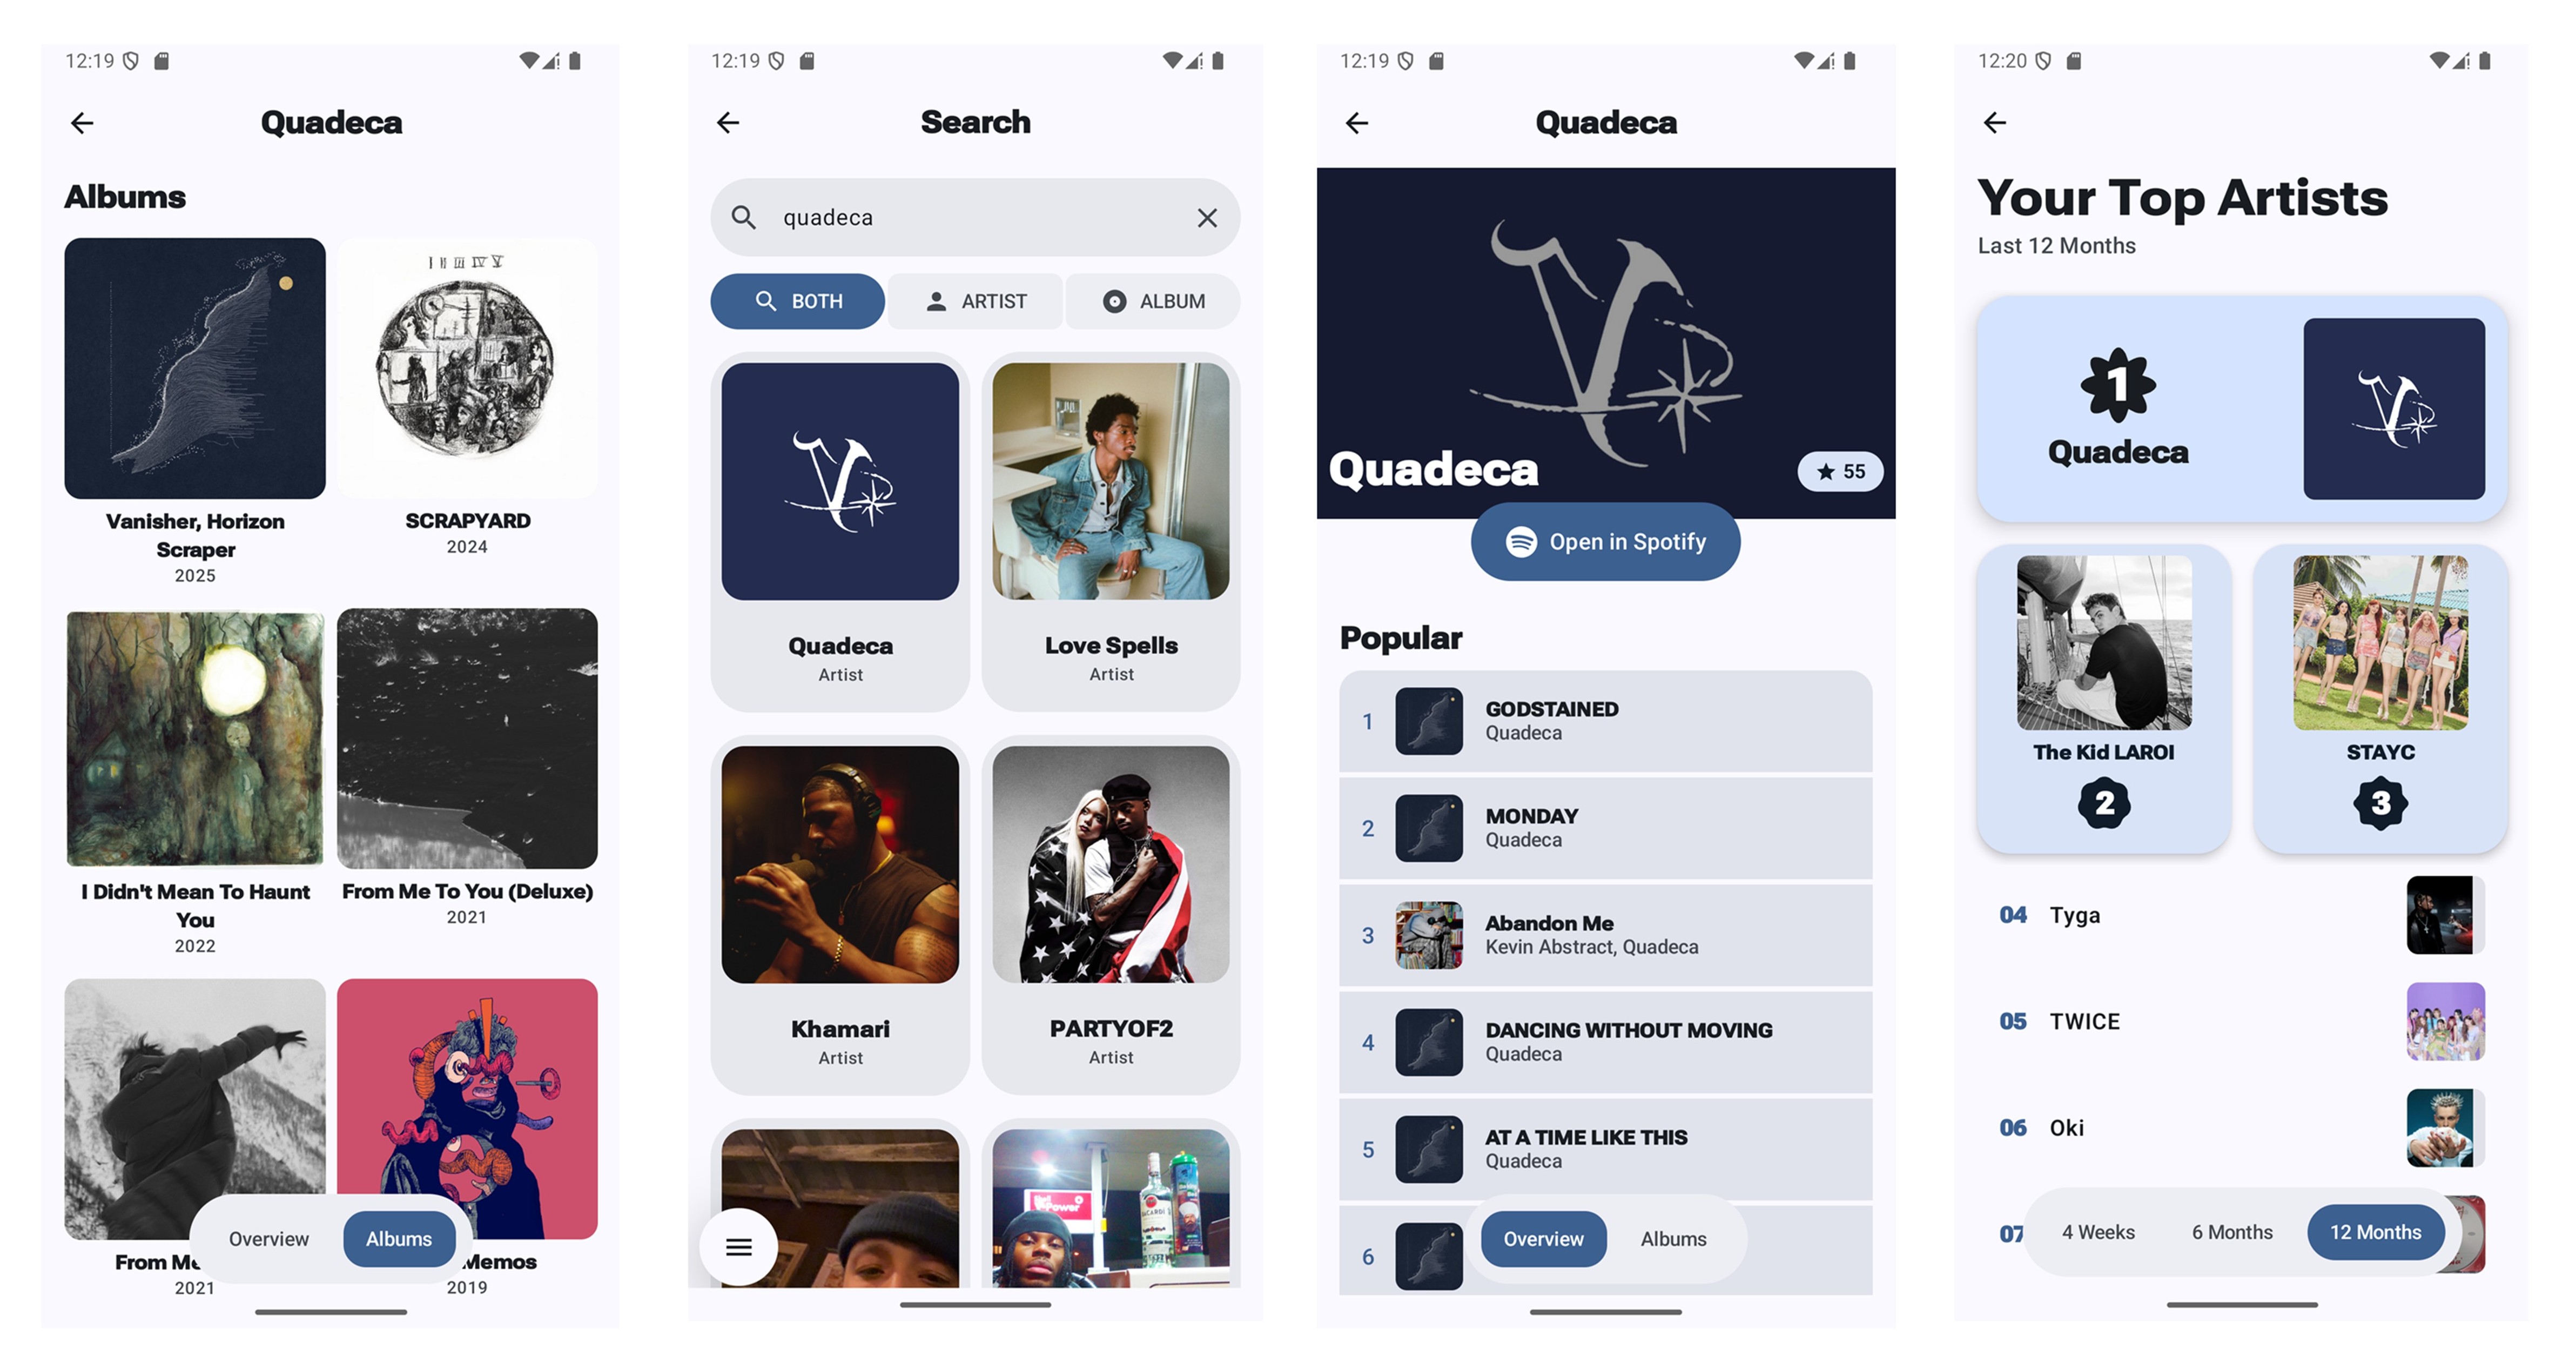 12:19
Quadeca
Albums
I II III IV V
Vanisher, Horizon
Scraper
2025
SCRAPYARD
2024
I Didn't Mean To Haunt
You
2022
From Me To You (Deluxe)
2021
From Me
2021
Memos
2019
Overview
Albums
12:19
Search
quadeca
BOTH
ARTIST
ALBUM
Quadeca
Artist
Love Spells
Artist
Khamari
Artist
PARTYOF2
Artist
Power
BACARDI
12:19
Quadeca
Quadeca
55
Open in Spotify
Popular
1
GODSTAINED
Quadeca
2
MONDAY
Quadeca
3
Abandon Me
Kevin Abstract, Quadeca
4
DANCING WITHOUT MOVING
Quadeca
5
AT A TIME LIKE THIS
Quadeca
6
Overview
Albums
12:20
Your Top Artists
Last 12 Months
1
Quadeca
The Kid LAROI
2
STAYC
3
04 Tyga
05 TWICE
06 Oki
07
4 Weeks
6 Months
12 Months